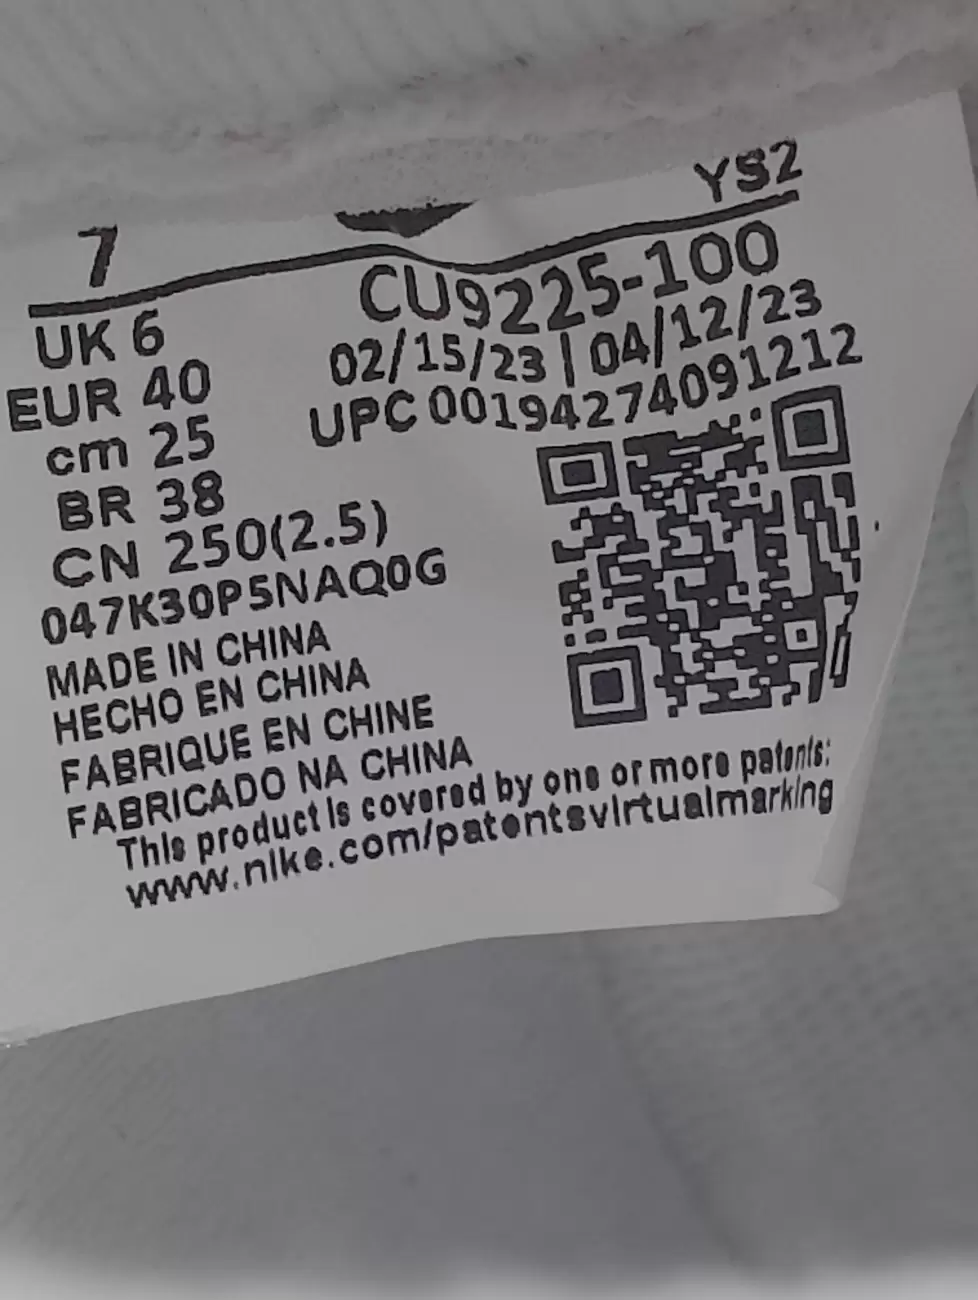 7 YS2
UK 6 CU9225-100
EUR 40 02/15/23 | 04/12/23
cm 25 UPC 00194274091212
BR 38
CN 250(2.5)
047K30P5NAQ0G
MADE IN CHINA
HECHO EN CHINA
FABRIQUE EN CHINE
FABRICADO NA CHINA
This product is covered by one or more patents:
www.nike.com/patentsvirtualmarking